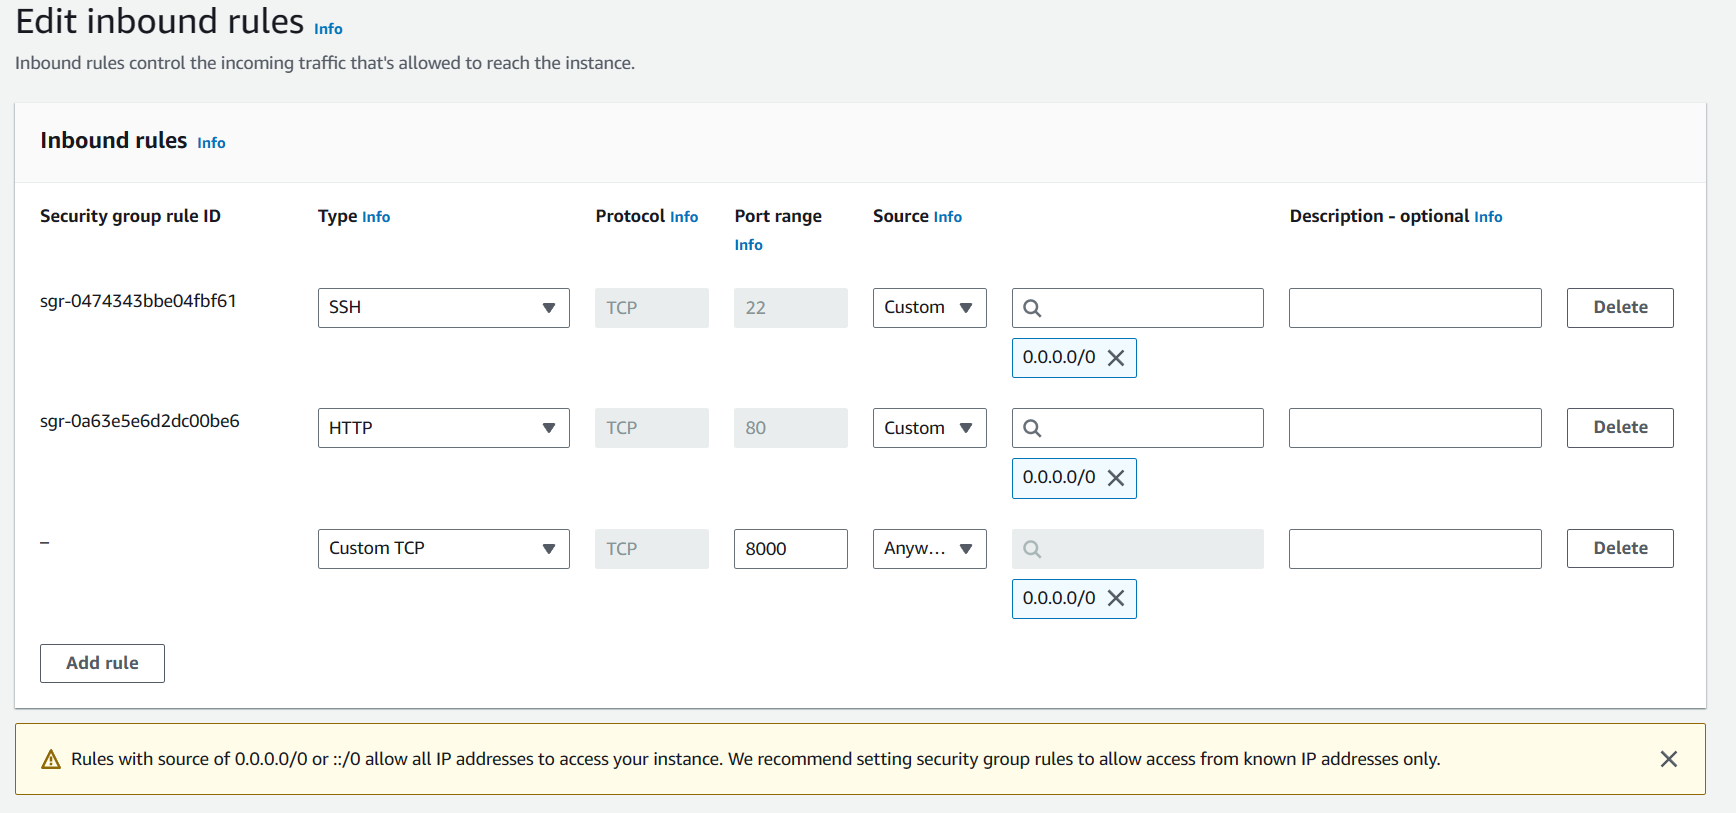 Edit inbound rules Info
Inbound rules control the incoming traffic that's allowed to reach the instance.
Inbound rules Info
Security group rule ID Type Info Protocol Info Port range Info Source Info Description - optional Info
sgr-0474343bbe04fbf61 SSH TCP 22 Custom Delete
0.0.0.0/0
sgr-0a63e5e6d2dc00be6 HTTP TCP 80 Custom Delete
0.0.0.0/0
– Custom TCP TCP 8000 Anyw... Delete
0.0.0.0/0
Add rule
Rules with source of 0.0.0.0/0 or ::/0 allow all IP addresses to access your instance. We recommend setting security group rules to allow access from known IP addresses only.